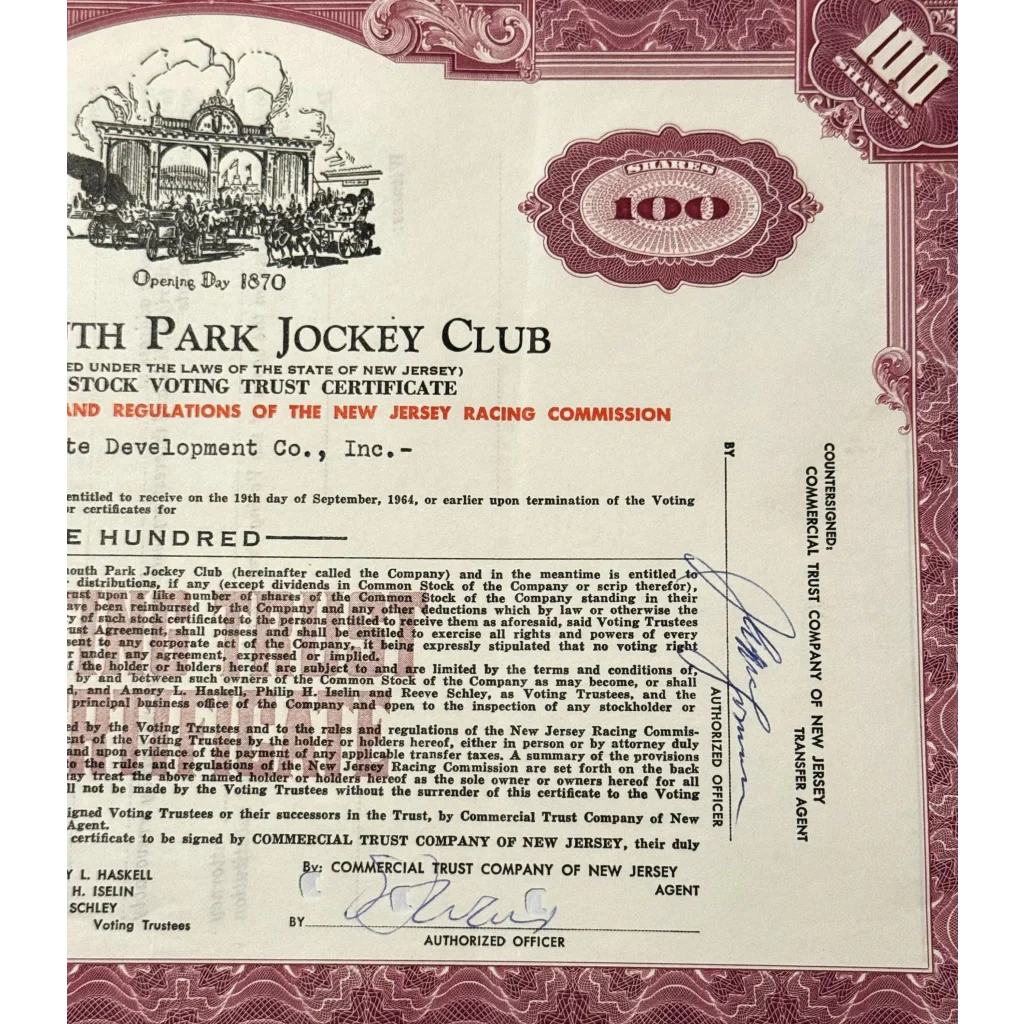 100
SHARES
SHARES
100
Opening Day 1870
TH PARK JOCKEY CLUB
ED UNDER THE LAWS OF THE STATE OF NEW JERSEY)
STOCK VOTING TRUST CERTIFICATE
ND REGULATIONS OF THE NEW JERSEY RACING COMMISSION
te Development Co., Inc.-
entitled to receive on the 19th day of September, 1964, or earlier upon termination of the Voting
r certificates for
E HUNDRED
outh Park Jockey Club (hereinafter called the Company) and in the meantime is entitled to
distributions, if any (except dividends in Common Stock of the Company or scrip therefor),
rust upon a like number of shares of the Common Stock of the Company standing in their
ave been reimbursed by the Company and any other deductions which by law or otherwise the
y of such stock certificates to the persons entitled to receive them as aforesaid, said Voting Trustees
ust Agreement, shall possess and shall be entitled to exercise all rights and powers of every
sent to any corporate act of the Company, it being expressly stipulated that no voting right
r under any agreement, expressed or implied.
f the holder or holders hereof are subject to and are limited by the terms and conditions of,
by and between such owners of the Common Stock of the Company as may become, or shall
d, and Amory L. Haskell, Philip H. Iselin and Reeve Schley, as Voting Trustees, and the
principal business office of the Company and open to the inspection of any stockholder or
ed by the Voting Trustees and to the rules and regulations of the New Jersey Racing Commis-
ent of the Voting Trustees by the holder or holders hereof, either in person or by attorney duly
and upon evidence of the payment of any applicable transfer taxes. A summary of the provisions
to the rules and regulations of the New Jersey Racing Commission are set forth on the back
ay treat the above named holder or holders hereof as the sole owner or owners hereof for all
ll not be made by the Voting Trustees without the surrender of this certificate to the Voting
igned Voting Trustees or their successors in the Trust, by Commercial Trust Company of New
Agent.
certificate to be signed by COMMERCIAL TRUST COMPANY OF NEW JERSEY, their duly
Y L. HASKELL
H. ISELIN
SCHLEY
Voting Trustees
By: COMMERCIAL TRUST COMPANY OF NEW JERSEY
AGENT
BY
AUTHORIZED OFFICER
COUNTERSIGNED:
COMMERCIAL TRUST COMPANY OF NEW JERSEY
TRANSFER AGENT
BY
AUTHORIZED OFFICER